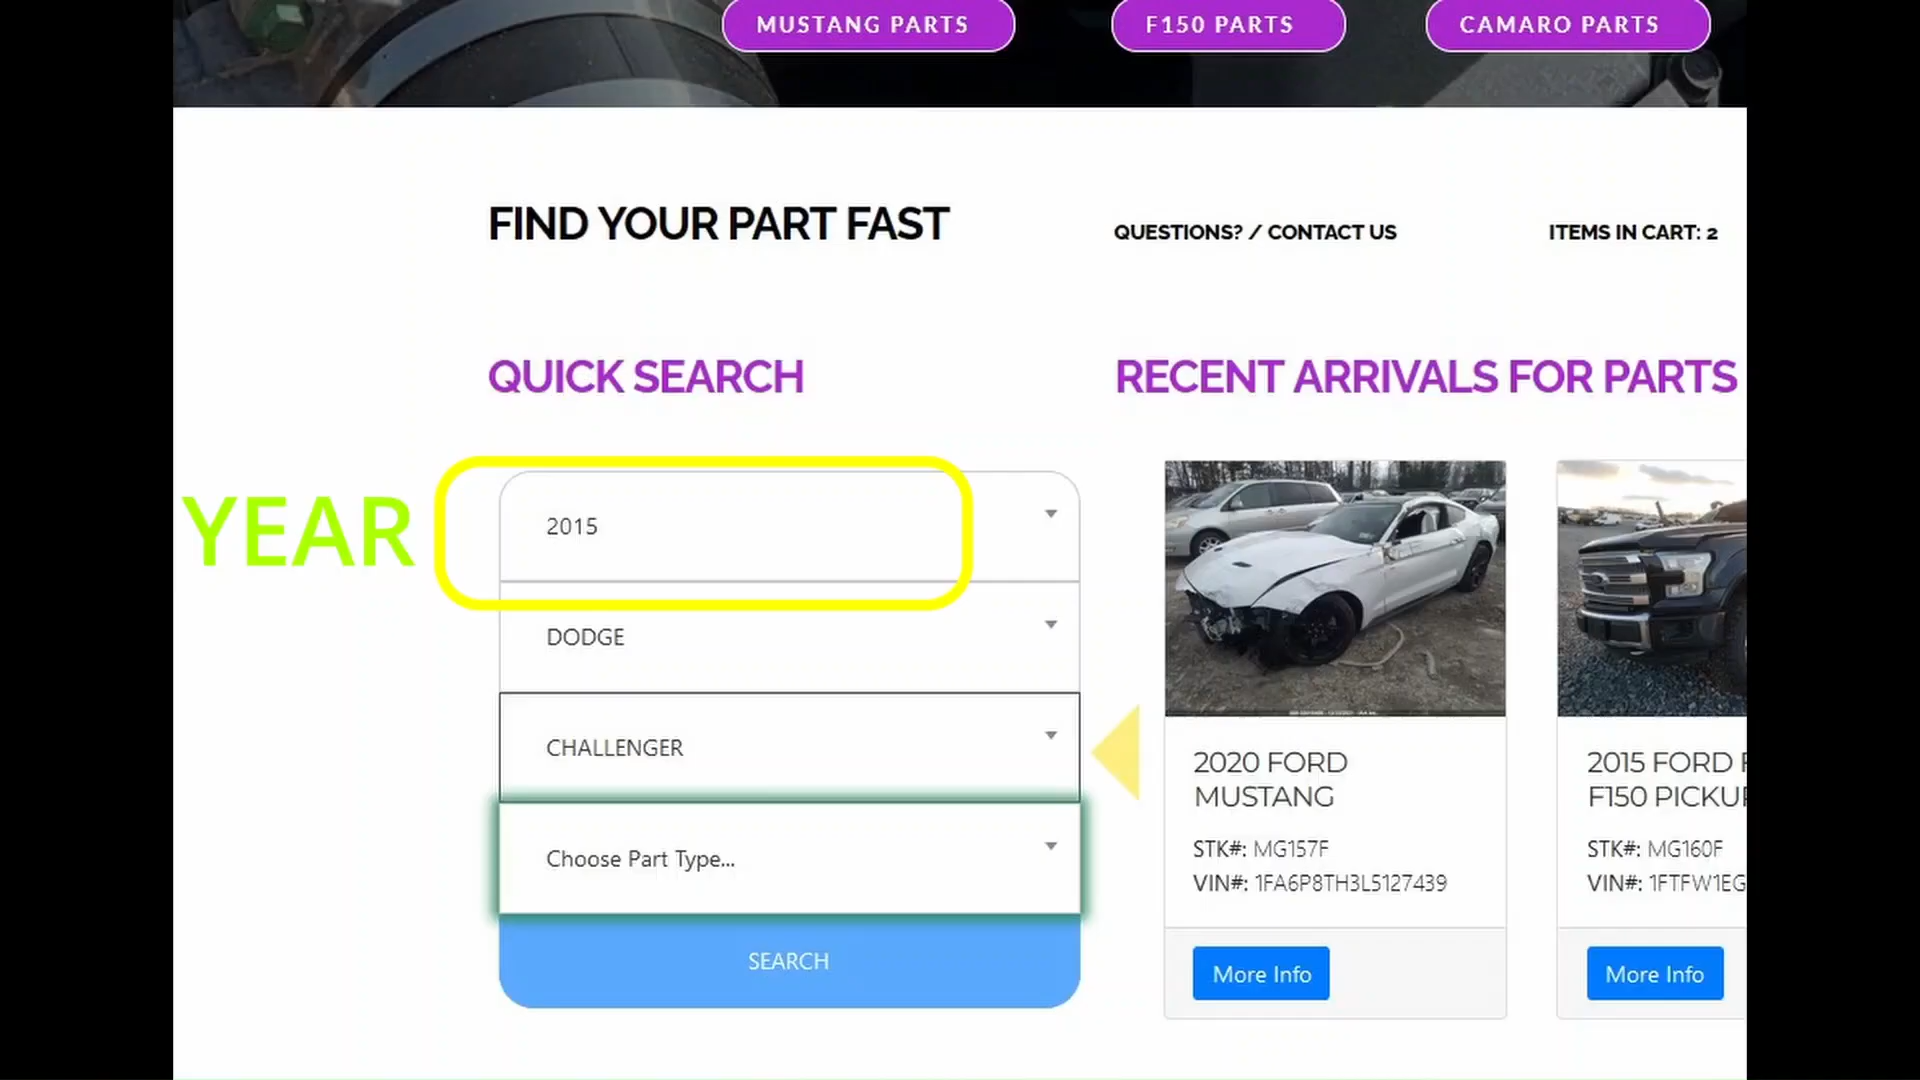 MUSTANG PARTS
F150 PARTS
CAMARO PARTS
FIND YOUR PART FAST
QUESTIONS? / CONTACT US
ITEMS IN CART: 2
QUICK SEARCH
RECENT ARRIVALS FOR PARTS
YEAR
2015
DODGE
CHALLENGER
Choose Part Type...
SEARCH
2020 FORD
MUSTANG
STK#: MG157F
VIN#: 1FA6P8TH3L5127439
More Info
2015 FORD
F150 PICKUP
STK#: MG160F
VIN#: 1FTFW1EG
More Info